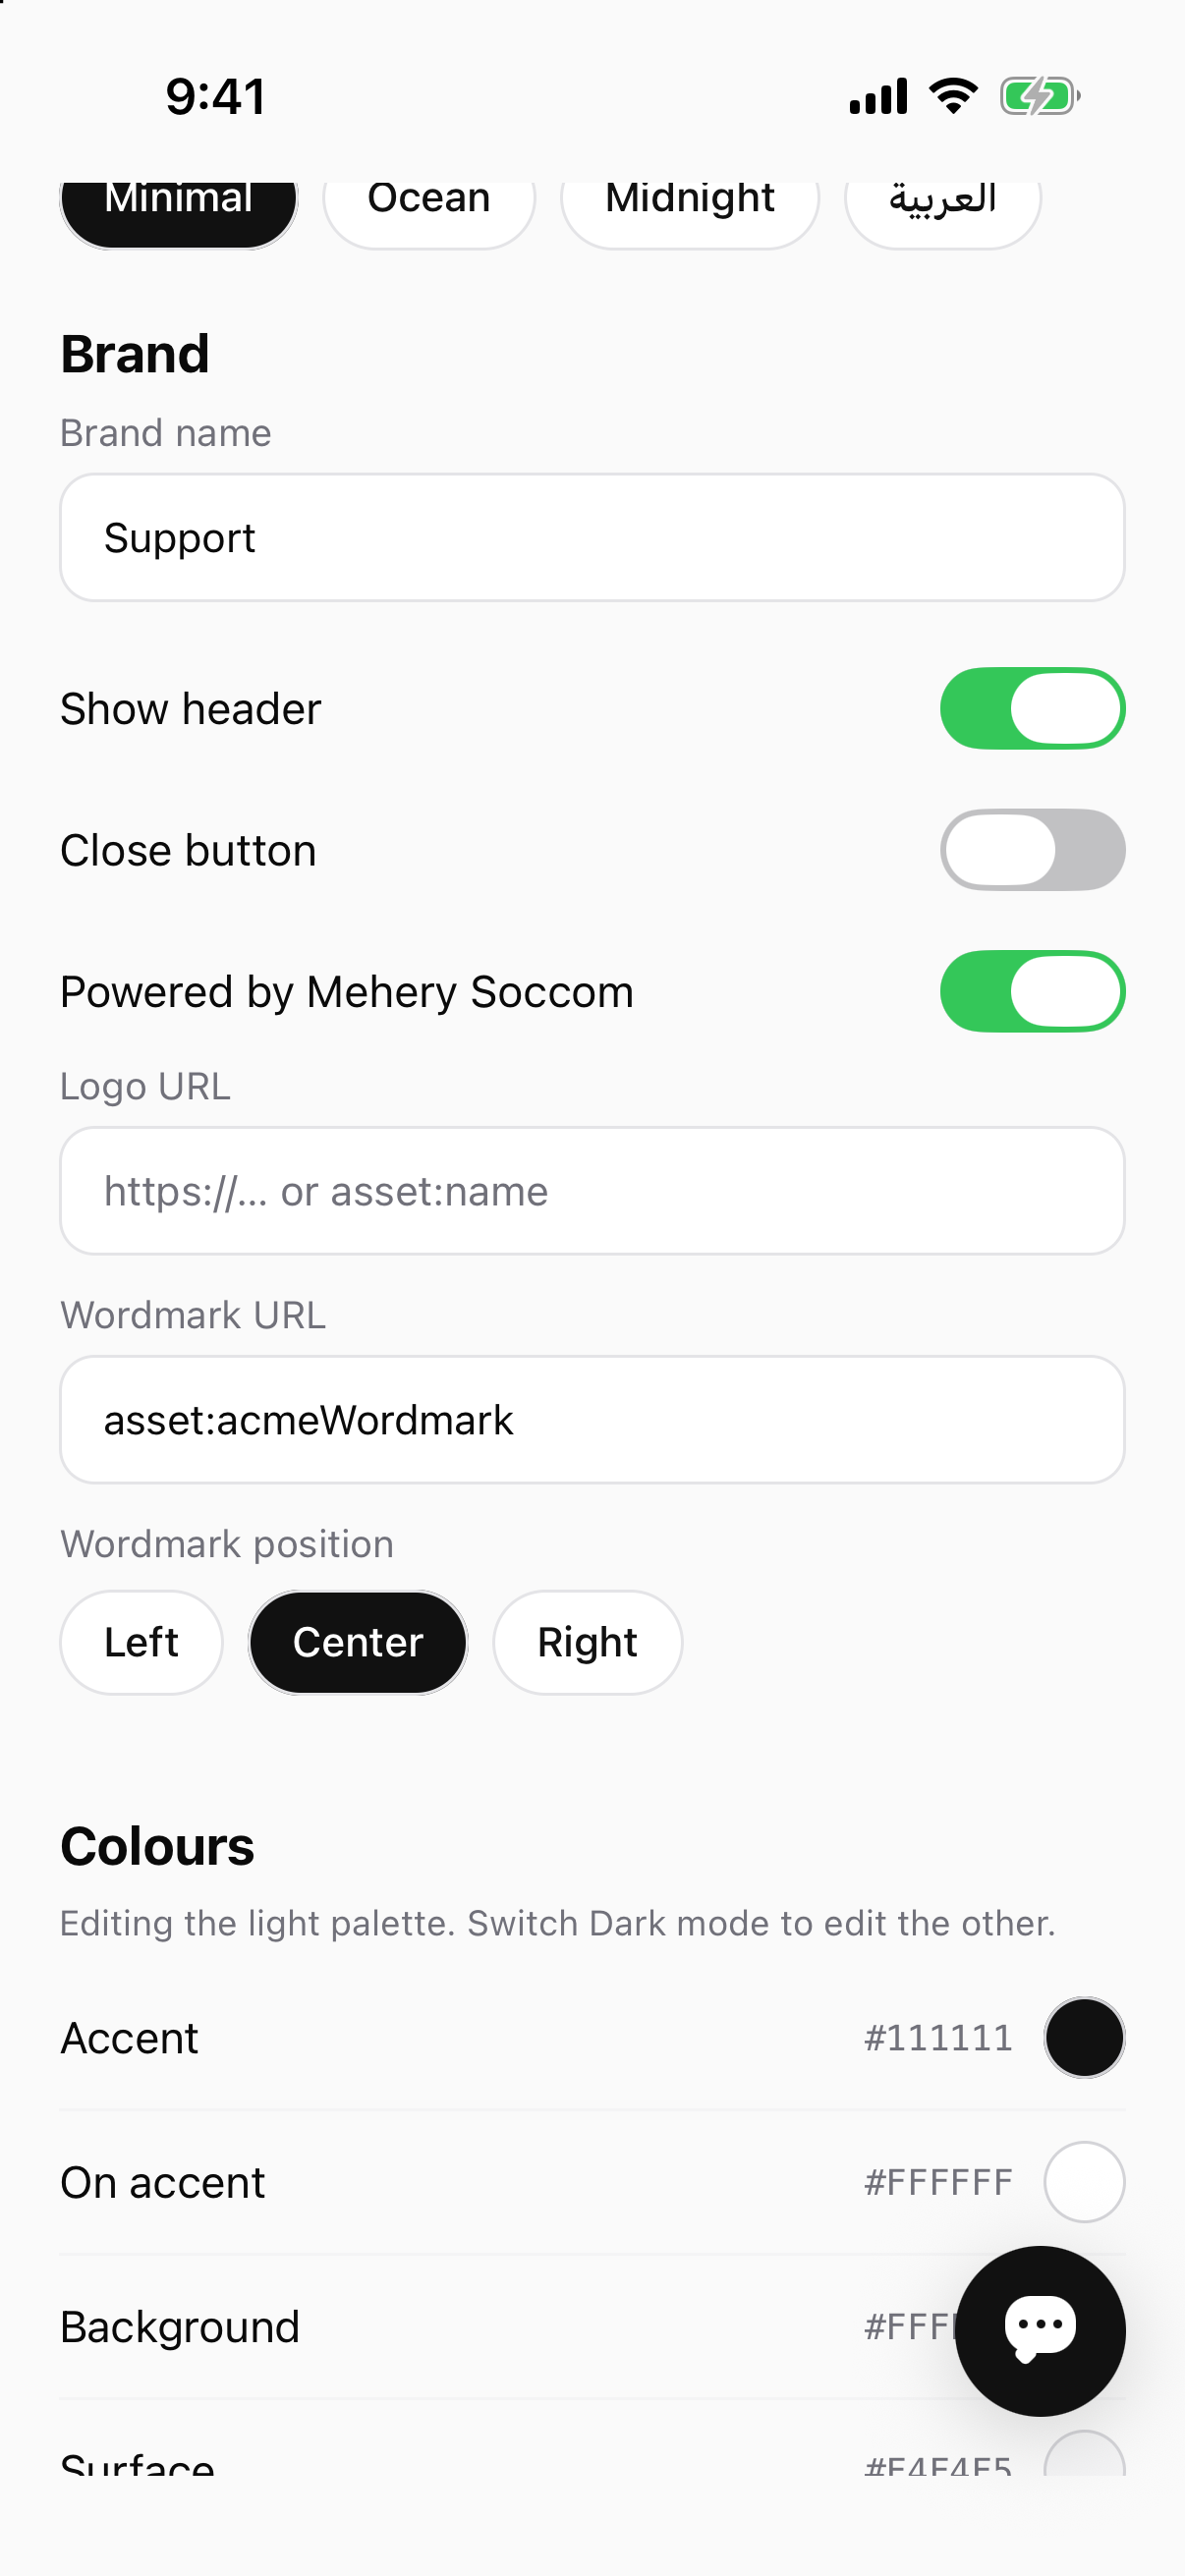 9:41
Minimal Ocean Midnight العربية
Brand
Brand name
Support
Show header
Close button
Powered by Mehery Soccom
Logo URL
https://... or asset:name
Wordmark URL
asset:acmeWordmark
Wordmark position
Left Center Right
Colours
Editing the light palette. Switch Dark mode to edit the other.
Accent #111111
On accent #FFFFFF
Background
Surface